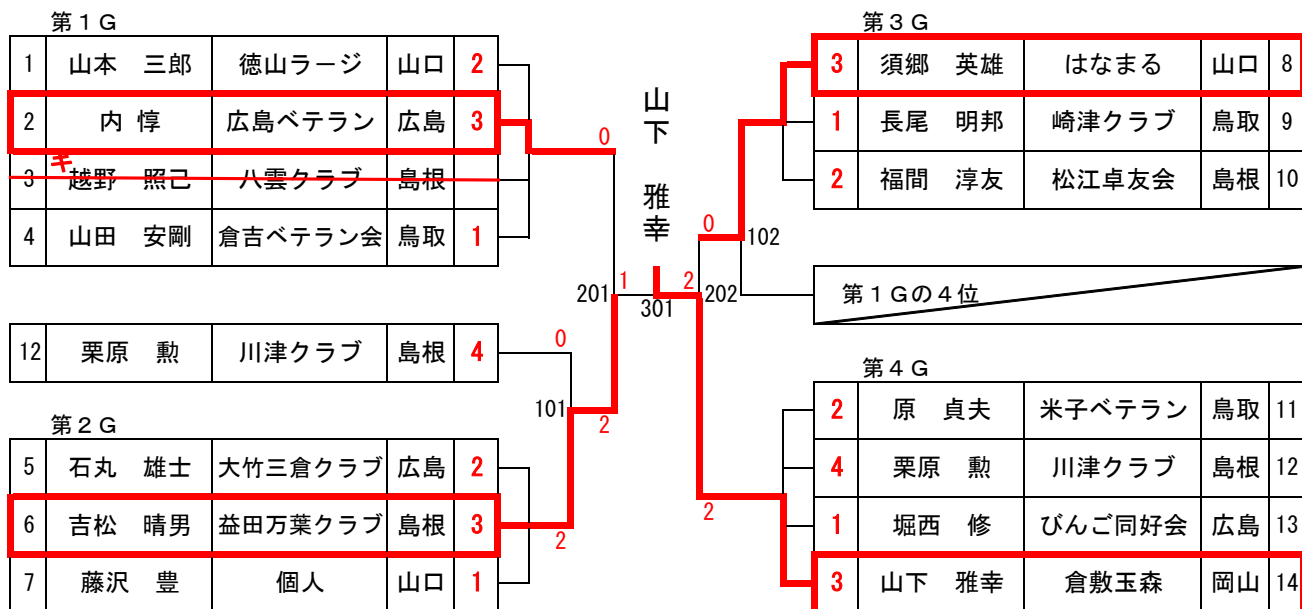 第1G
1 山本 三郎 徳山ラージ 山口 2
2 内 惇 広島ベテラン 広島 3
キ
3 越野 照己 八雲クラブ 島根
4 山田 安剛 倉吉ベテラン会 鳥取 1
12 栗原 勲 川津クラブ 島根 4
第2G
5 石丸 雄士 大竹三倉クラブ 広島 2
6 吉松 晴男 益田万葉クラブ 島根 3
7 藤沢 豊 個人 山口 1
0
201
1
0
101
2
2
山下 雅幸
301
2
0
102
202
2
第3G
3 須郷 英雄 はなまる 山口 8
1 長尾 明邦 崎津クラブ 鳥取 9
2 福間 淳友 松江卓友会 島根 10
第1Gの4位
第4G
2 原 貞夫 米子ベテラン 鳥取 11
4 栗原 勲 川津クラブ 島根 12
1 堀西 修 びんご同好会 広島 13
3 山下 雅幸 倉敷玉森 岡山 14